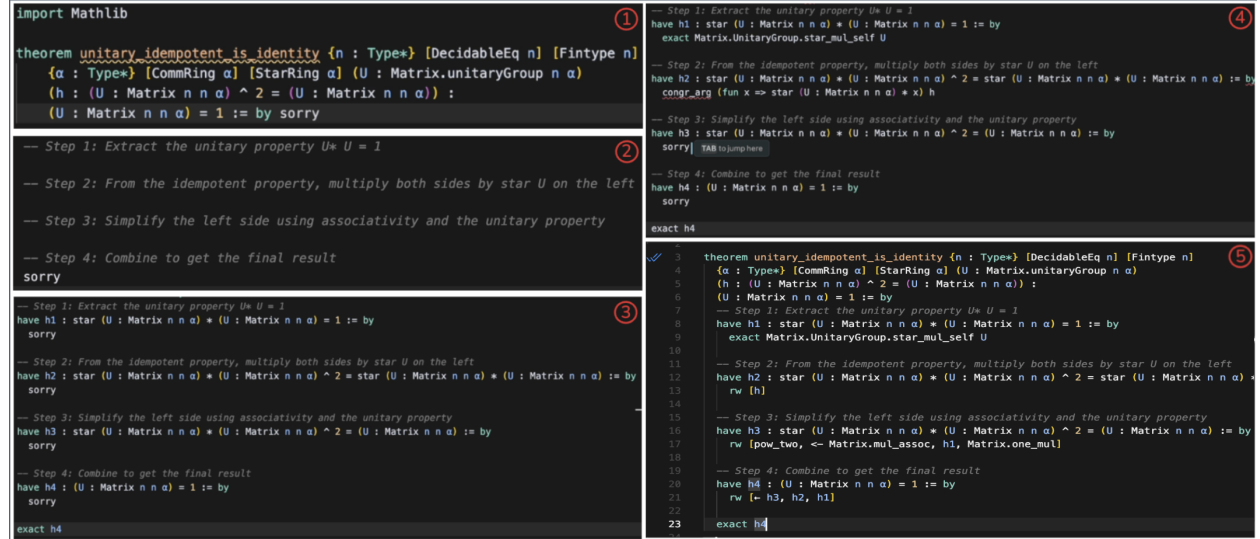 import Mathlib
①
theorem unitary_idempotent_is_identity {n : Type*} [DecidableEq n] [Fintype n]
{α : Type*} [CommRing α] [StarRing α] (U : Matrix.unitaryGroup n α)
(h : (U : Matrix n n α) ^ 2 = (U : Matrix n n α)) :
(U : Matrix n n α) = 1 := by sorry
②
-- Step 1: Extract the unitary property U* U = 1
-- Step 2: From the idempotent property, multiply both sides by star U on the left
-- Step 3: Simplify the left side using associativity and the unitary property
-- Step 4: Combine to get the final result
sorry
③
-- Step 1: Extract the unitary property U* U = 1
have h1 : star (U : Matrix n n α) * (U : Matrix n n α) = 1 := by
sorry
-- Step 2: From the idempotent property, multiply both sides by star U on the left
have h2 : star (U : Matrix n n α) * (U : Matrix n n α) ^ 2 = star (U : Matrix n n α) * (U : Matrix n n α) := by
sorry
-- Step 3: Simplify the left side using associativity and the unitary property
have h3 : star (U : Matrix n n α) * (U : Matrix n n α) ^ 2 = (U : Matrix n n α) := by
sorry
-- Step 4: Combine to get the final result
have h4 : (U : Matrix n n α) = 1 := by
sorry
exact h4
④
-- Step 1: Extract the unitary property U* U = 1
have h1 : star (U : Matrix n n α) * (U : Matrix n n α) = 1 := by
exact Matrix.UnitaryGroup.star_mul_self U
-- Step 2: From the idempotent property, multiply both sides by star U on the left
have h2 : star (U : Matrix n n α) * (U : Matrix n n α) ^ 2 = star (U : Matrix n n α) * (U : Matrix n n α) := by
congr_arg (fun x => star (U : Matrix n n α) * x) h
-- Step 3: Simplify the left side using associativity and the unitary property
have h3 : star (U : Matrix n n α) * (U : Matrix n n α) ^ 2 = (U : Matrix n n α) := by
sorry TAB to jump here
-- Step 4: Combine to get the final result
have h4 : (U : Matrix n n α) = 1 := by
sorry
exact h4
⑤
2
3 theorem unitary_idempotent_is_identity {n : Type*} [DecidableEq n] [Fintype n]
4 {α : Type*} [CommRing α] [StarRing α] (U : Matrix.unitaryGroup n α)
5 (h : (U : Matrix n n α) ^ 2 = (U : Matrix n n α)) :
6 (U : Matrix n n α) = 1 := by
7 -- Step 1: Extract the unitary property U* U = 1
8 have h1 : star (U : Matrix n n α) * (U : Matrix n n α) = 1 := by
9 exact Matrix.UnitaryGroup.star_mul_self U
10
11 -- Step 2: From the idempotent property, multiply both sides by star U on the left
12 have h2 : star (U : Matrix n n α) * (U : Matrix n n α) ^ 2 = star (U : Matrix n n α)
13 rw [h]
14
15 -- Step 3: Simplify the left side using associativity and the unitary property
16 have h3 : star (U : Matrix n n α) * (U : Matrix n n α) ^ 2 = (U : Matrix n n α) := by
17 rw [pow_two, <- Matrix.mul_assoc, h1, Matrix.one_mul]
18
19 -- Step 4: Combine to get the final result
20 have h4 : (U : Matrix n n α) = 1 := by
21 rw [← h3, h2, h1]
22
23 exact h4